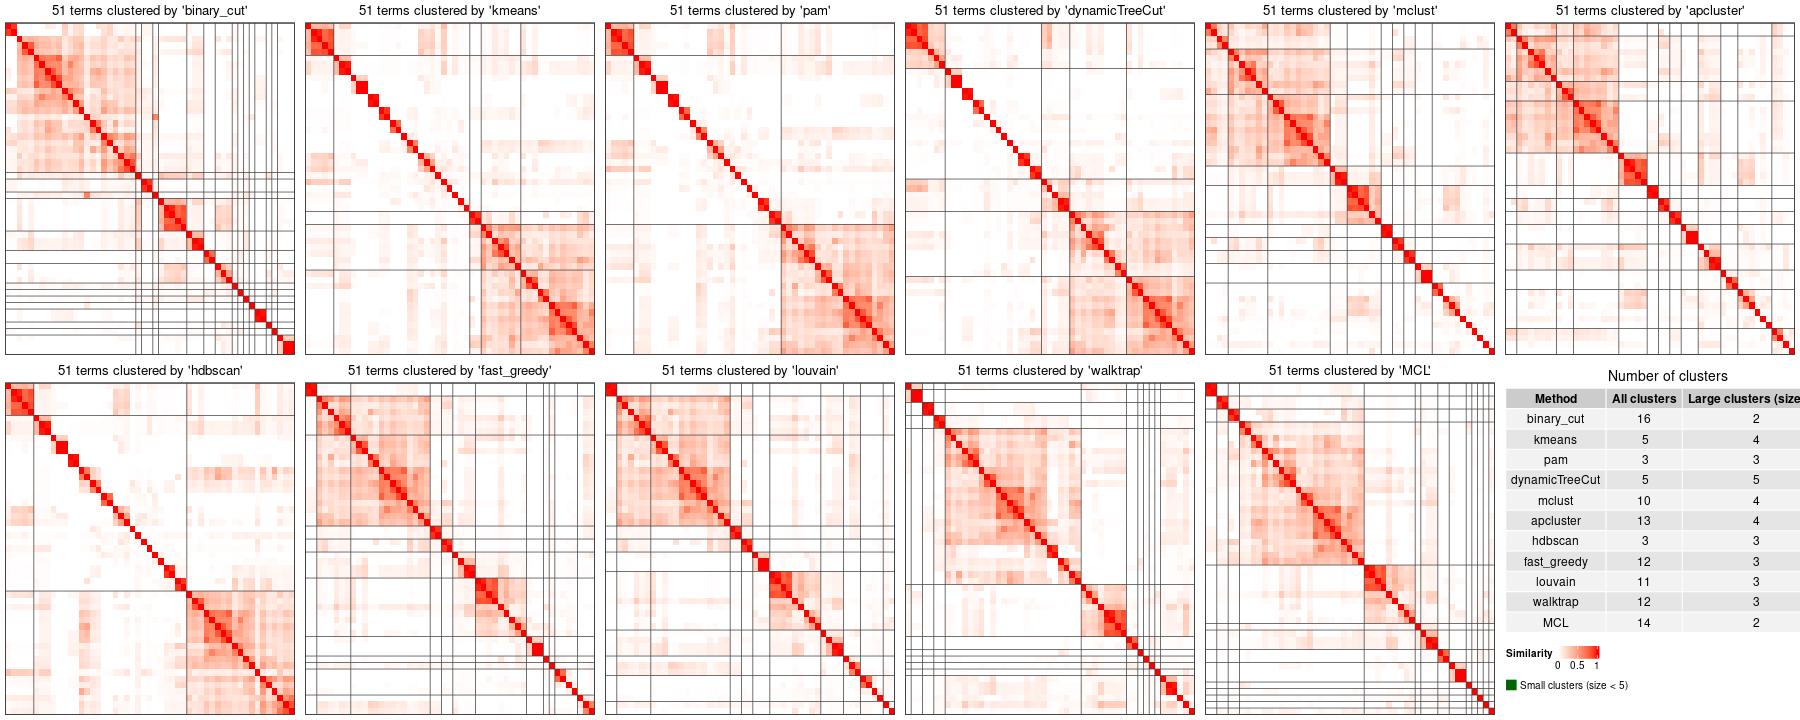 51 terms clustered by 'binary_cut'
51 terms clustered by 'kmeans'
51 terms clustered by 'pam'
51 terms clustered by 'dynamicTreeCut'
51 terms clustered by 'mclust'
51 terms clustered by 'apcluster'
51 terms clustered by 'hdbscan'
51 terms clustered by 'fast_greedy'
51 terms clustered by 'louvain'
51 terms clustered by 'walktrap'
51 terms clustered by 'MCL'
Number of clusters
Method All clusters Large clusters (size
binary_cut 16 2
kmeans 5 4
pam 3 3
dynamicTreeCut 5 5
mclust 10 4
apcluster 13 4
hdbscan 3 3
fast_greedy 12 3
louvain 11 3
walktrap 12 3
MCL 14 2
Similarity
0 0.5 1
Small clusters (size < 5)